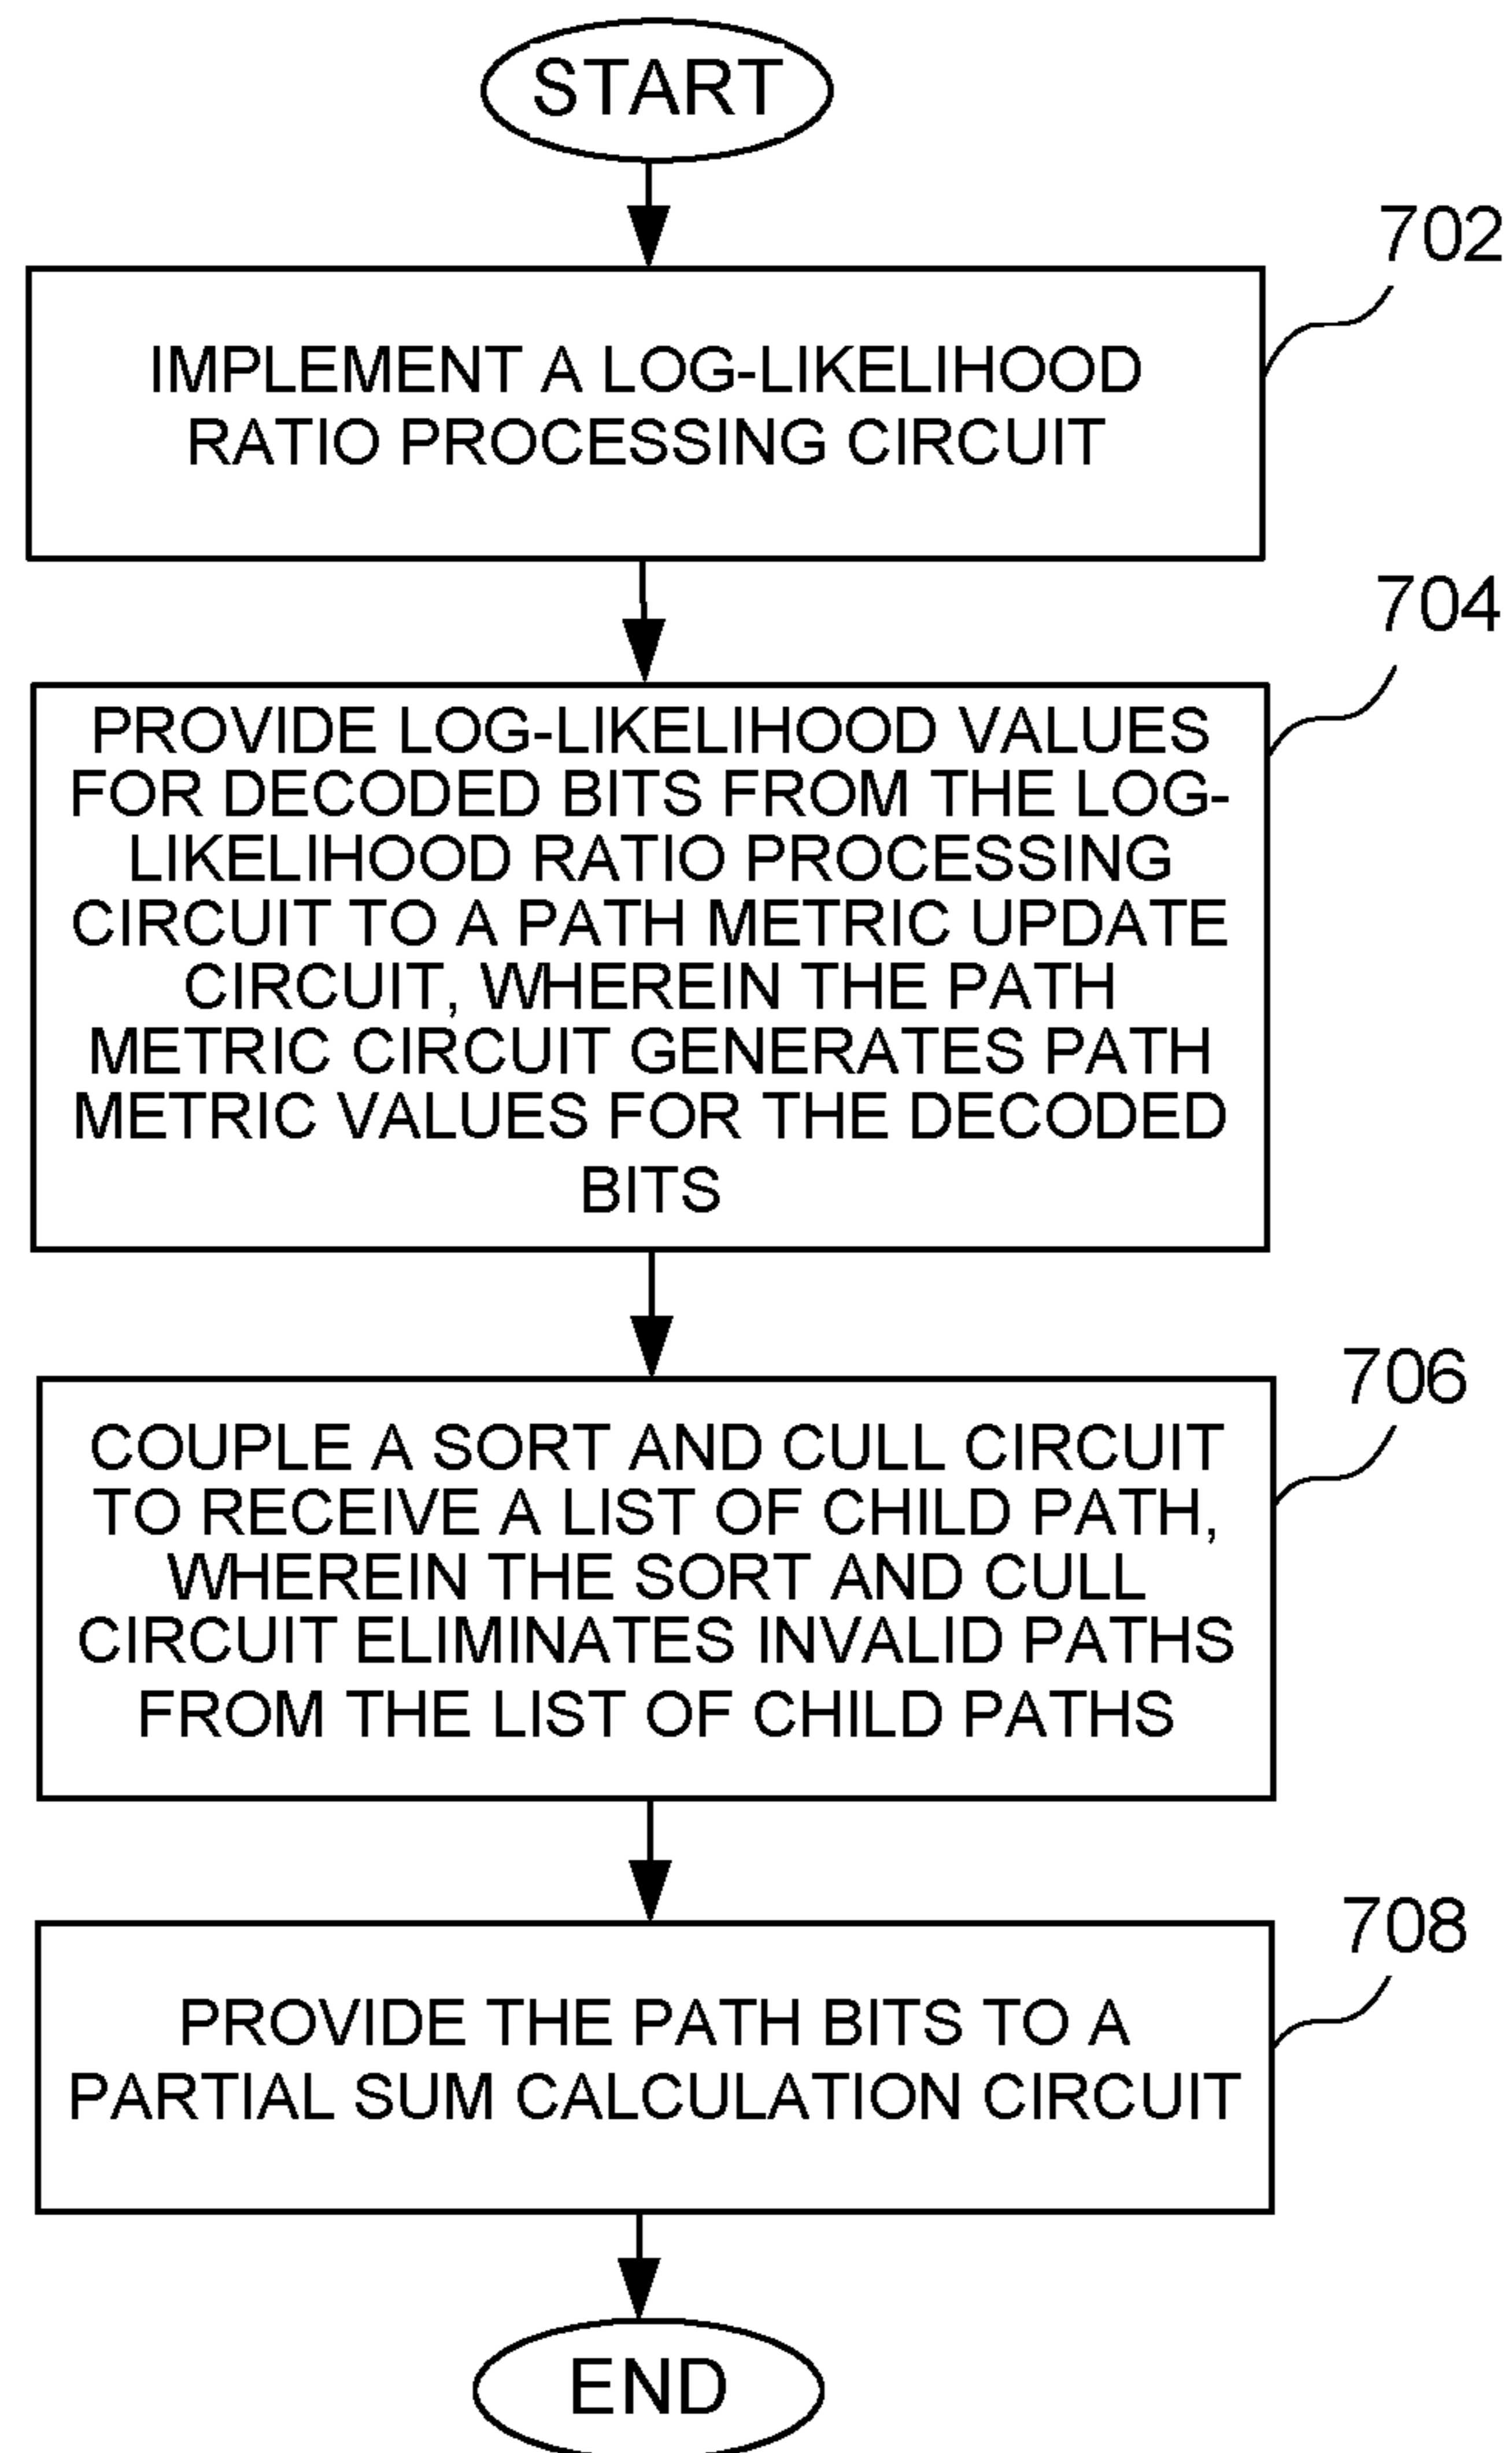 START
702
IMPLEMENT A LOG-LIKELIHOOD
RATIO PROCESSING CIRCUIT
704
PROVIDE LOG-LIKELIHOOD VALUES
FOR DECODED BITS FROM THE LOG-
LIKELIHOOD RATIO PROCESSING
CIRCUIT TO A PATH METRIC UPDATE
CIRCUIT, WHEREIN THE PATH
METRIC CIRCUIT GENERATES PATH
METRIC VALUES FOR THE DECODED
BITS
706
COUPLE A SORT AND CULL CIRCUIT
TO RECEIVE A LIST OF CHILD PATH,
WHEREIN THE SORT AND CULL
CIRCUIT ELIMINATES INVALID PATHS
FROM THE LIST OF CHILD PATHS
708
PROVIDE THE PATH BITS TO A
PARTIAL SUM CALCULATION CIRCUIT
END